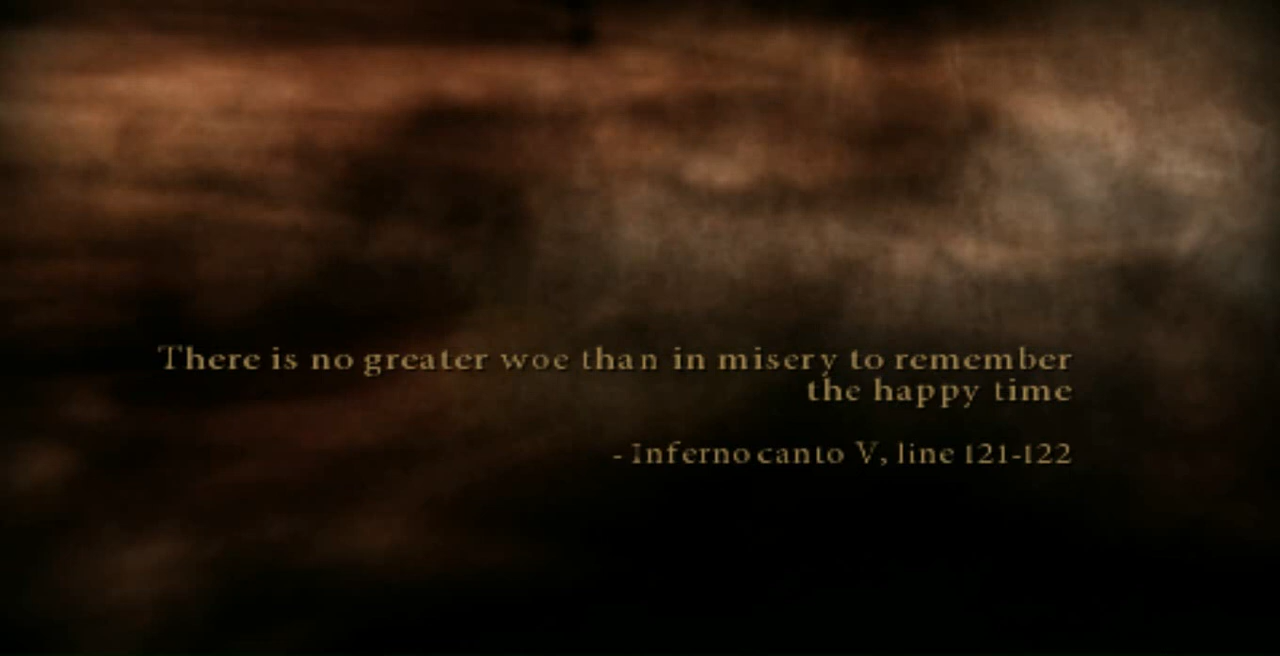 There is no greater woe than in misery to remember
the happy time
- Inferno canto V, line 121-122